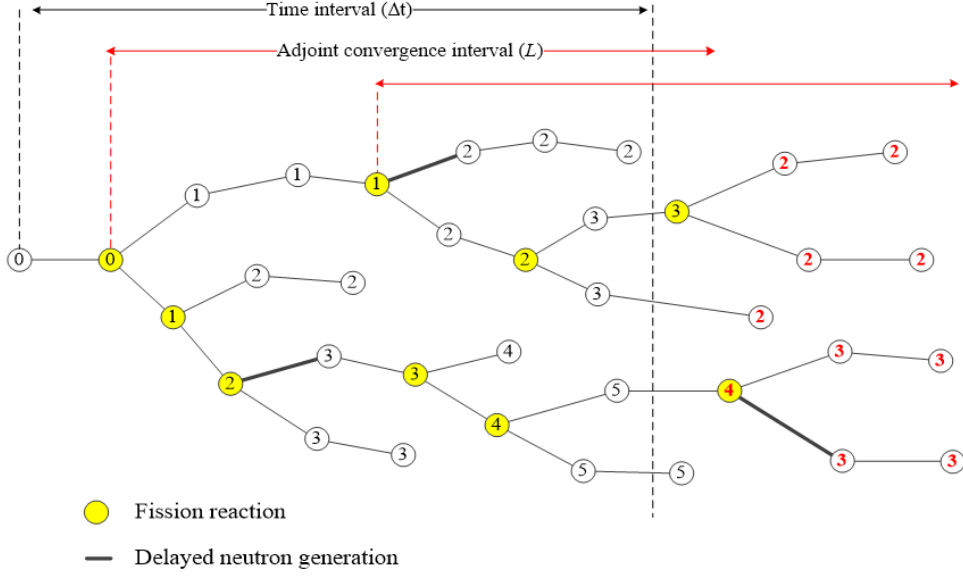 Time interval (Δt)
Adjoint convergence interval (L)
2 2 2 2 2
1 1 1
3 3
0 0 2 2 2 2
2 2 3 2
1
3 4 3 3
2 3 5 4
4
3 3 5 5 3 3
Fission reaction
Delayed neutron generation